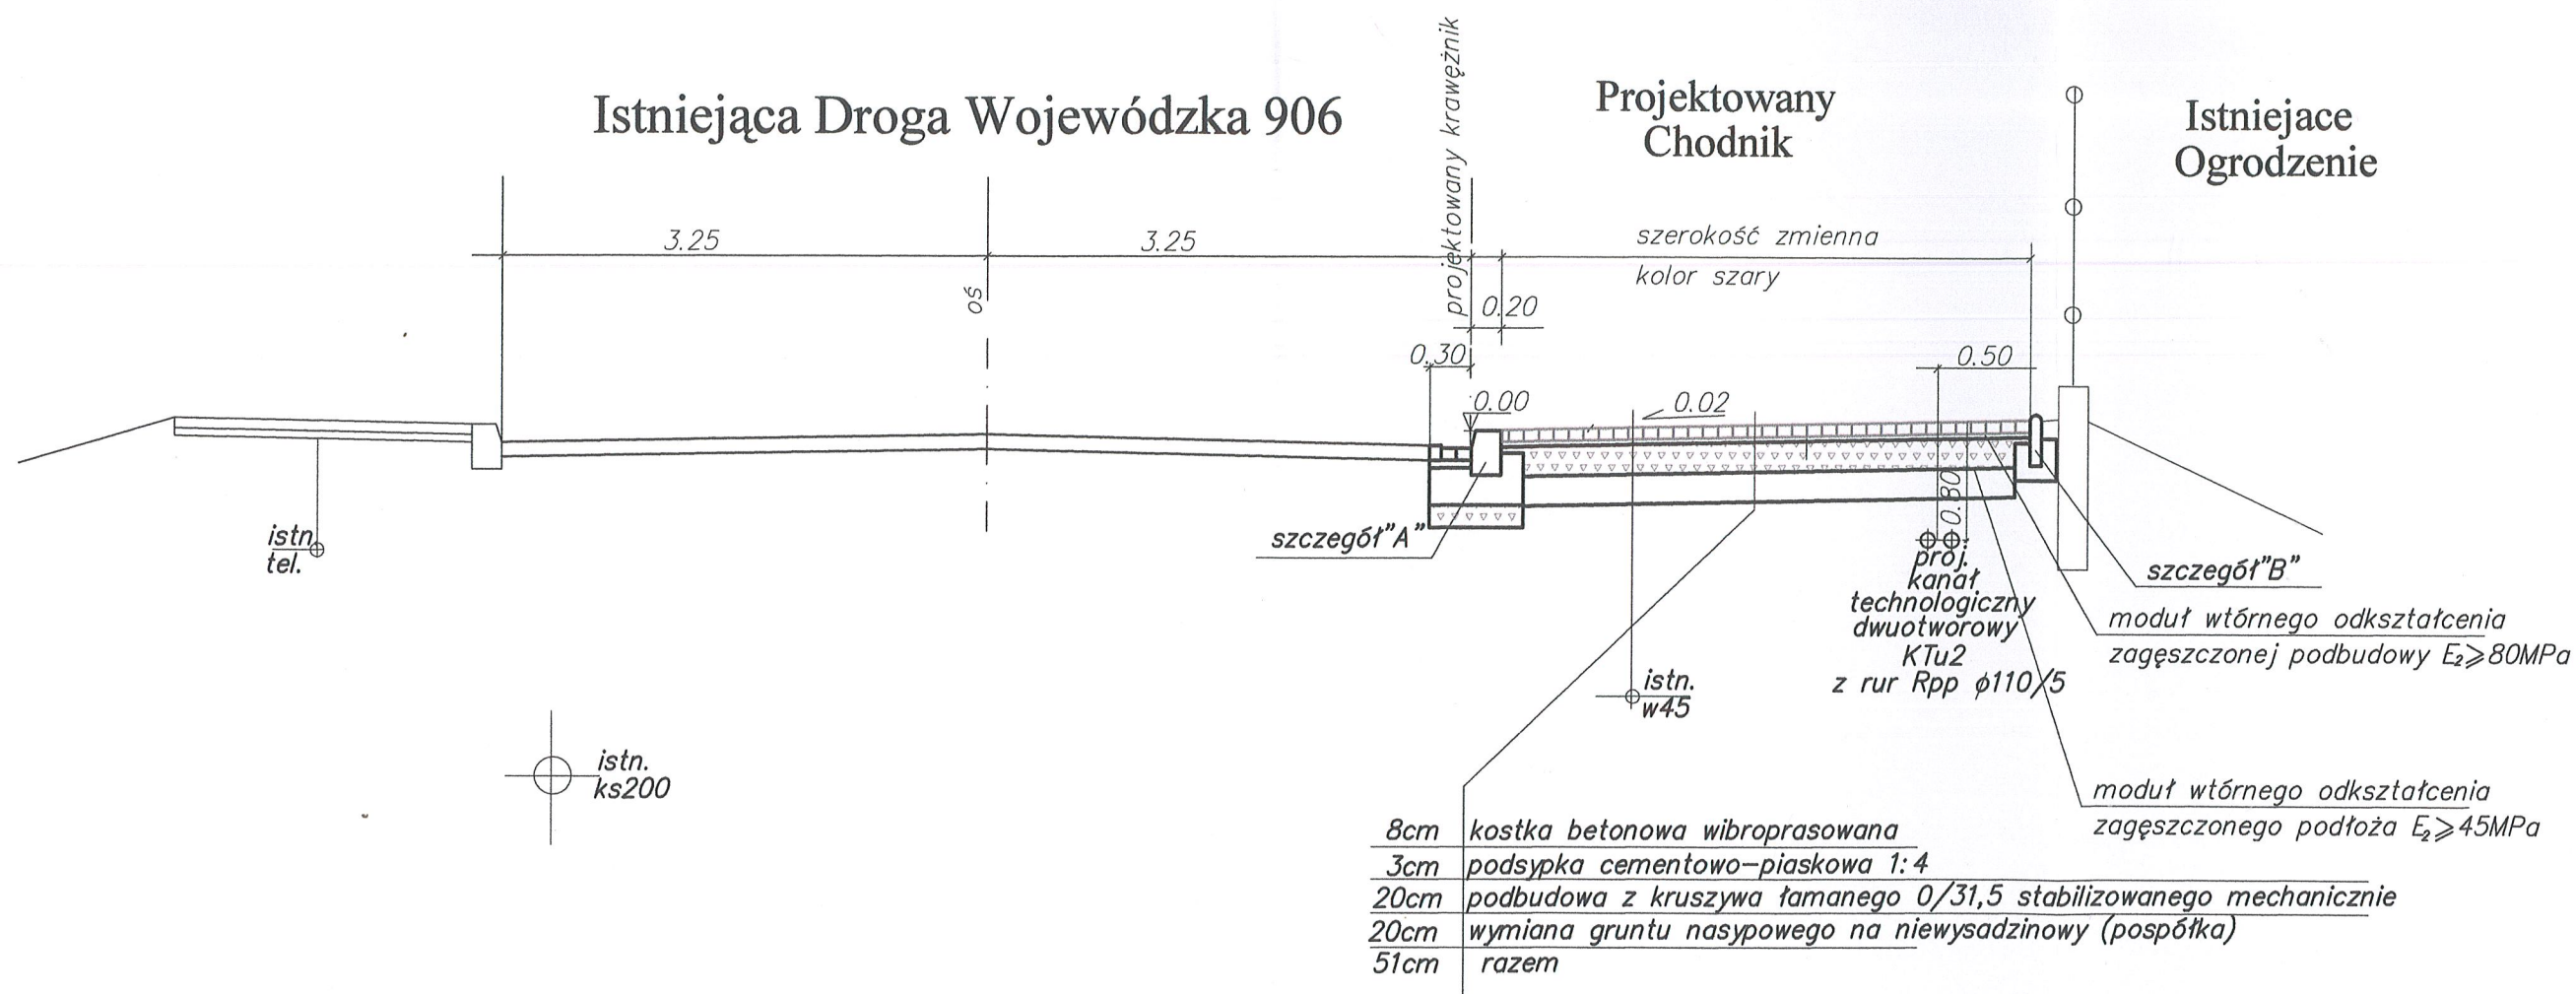 Istniejąca Droga Wojewódzka 906
projektowany krawężnik
Projektowany
Chodnik
Istniejace
Ogrodzenie
3.25
3.25
oś
szerokość zmienna
kolor szary
0.20
0.30
0.50
0.00
0.02
0.80
istn.
tel.
szczegół"A"
proj.
kanał
technologiczny
dwuotworowy
KTu2
z rur Rpp ϕ110/5
szczegół"B"
moduł wtórnego odkształcenia
zagęszczonej podbudowy E₂⩾80MPa
istn.
w45
istn.
ks200
moduł wtórnego odkształcenia
zagęszczonego podłoża E₂⩾45MPa
8cm kostka betonowa wibroprasowana
3cm podsypka cementowo-piaskowa 1:4
20cm podbudowa z kruszywa łamanego 0/31,5 stabilizowanego mechanicznie
20cm wymiana gruntu nasypowego na niewysadzinowy (pospółka)
51cm razem